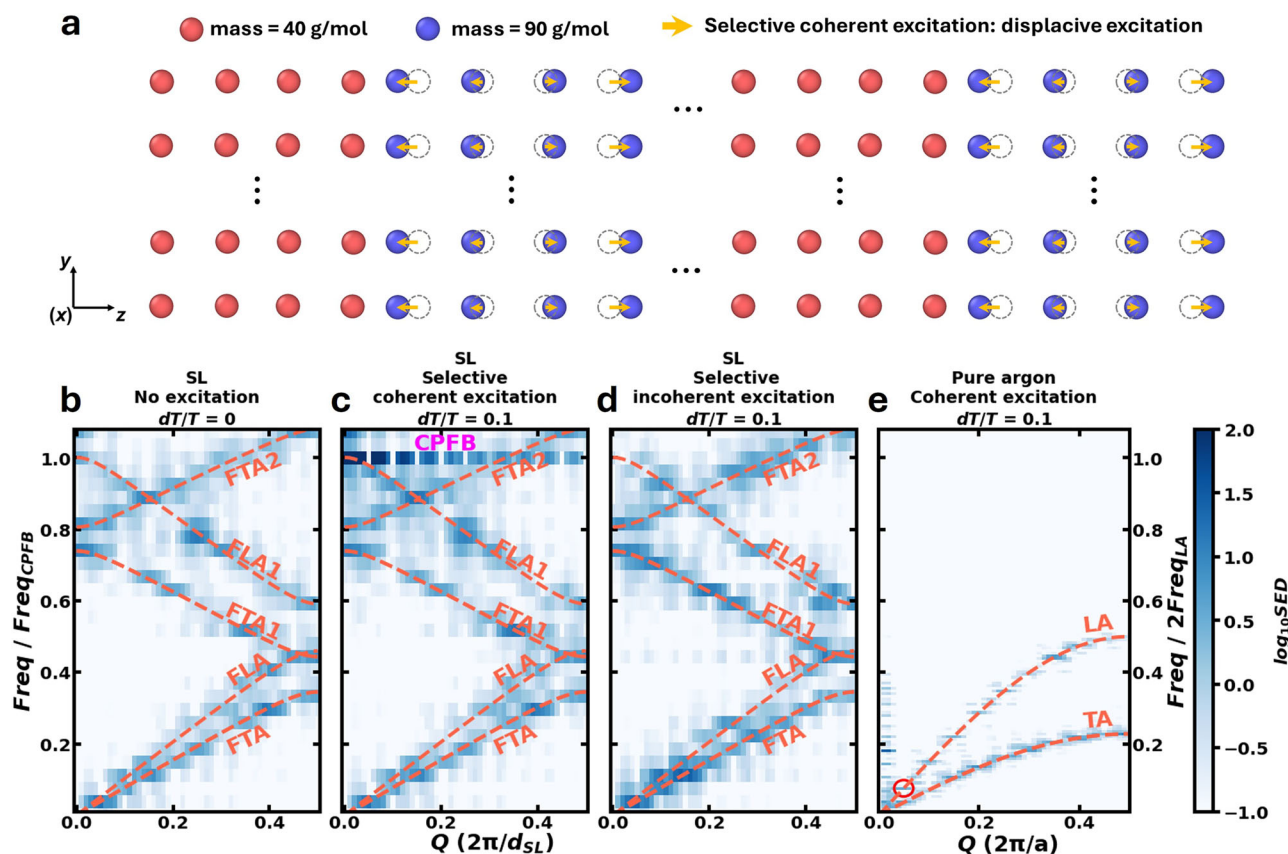 a
mass = 40 g/mol
mass = 90 g/mol
Selective coherent excitation: displacive excitation
...
...
y
(x)
z
b
SL
No excitation
dT/T = 0
c
SL
Selective
coherent excitation
dT/T = 0.1
d
SL
Selective
incoherent excitation
dT/T = 0.1
e
Pure argon
Coherent excitation
dT/T = 0.1
Freq / Freq_CPFB
1.0
0.8
0.6
0.4
0.2
FTA2
FLA1
FTA1
FLA
FTA
0.0
0.4
CPFB
FTA2
FLA1
FTA1
FLA
FTA
0.0
0.4
Q (2π/d_SL)
FTA2
FLA1
FTA1
FLA
FTA
0.0
0.4
LA
TA
0.0
0.2
0.4
Q (2π/a)
1.0
0.8
0.6
0.4
0.2
Freq / 2Freq_LA
2.0
1.5
1.0
0.5
0.0
−0.5
−1.0
log₁₀SED